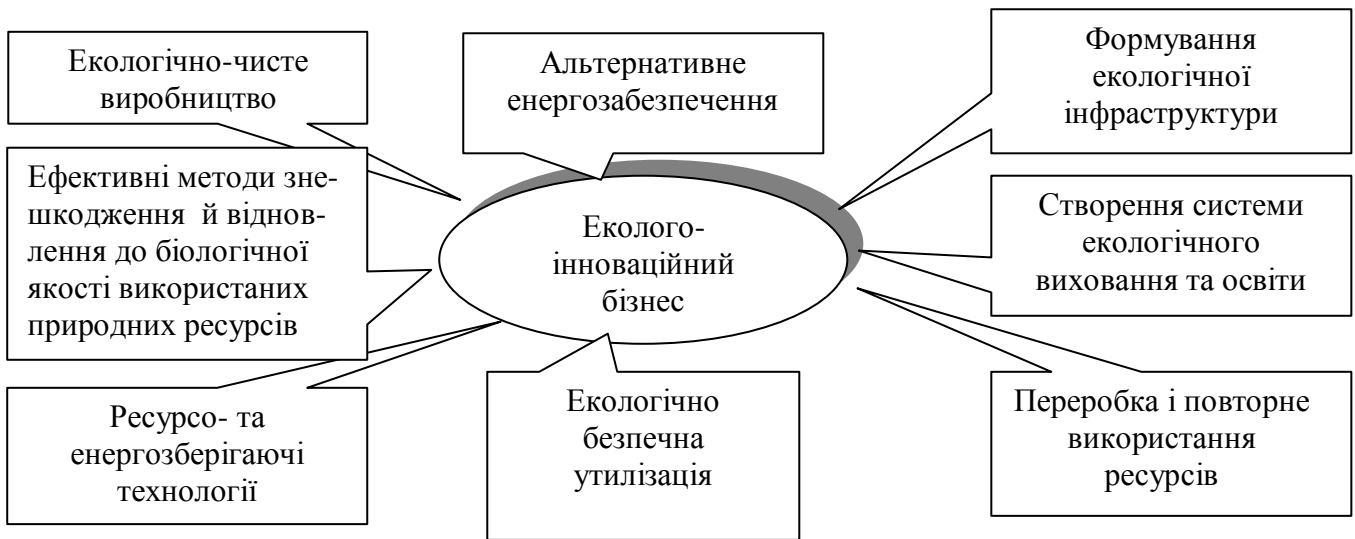 Екологічно-чисте
виробництво
Альтернативне
енергозабезпечення
Формування
екологічної
інфраструктури
Ефективні методи зне-
шкодження й віднов-
лення до біологічної
якості використаних
природних ресурсів
Еколого-
інноваційний
бізнес
Створення системи
екологічного
виховання та освіти
Ресурсо- та
енергозберігаючі
технології
Екологічно
безпечна
утилізація
Переробка і повторне
використання
ресурсів